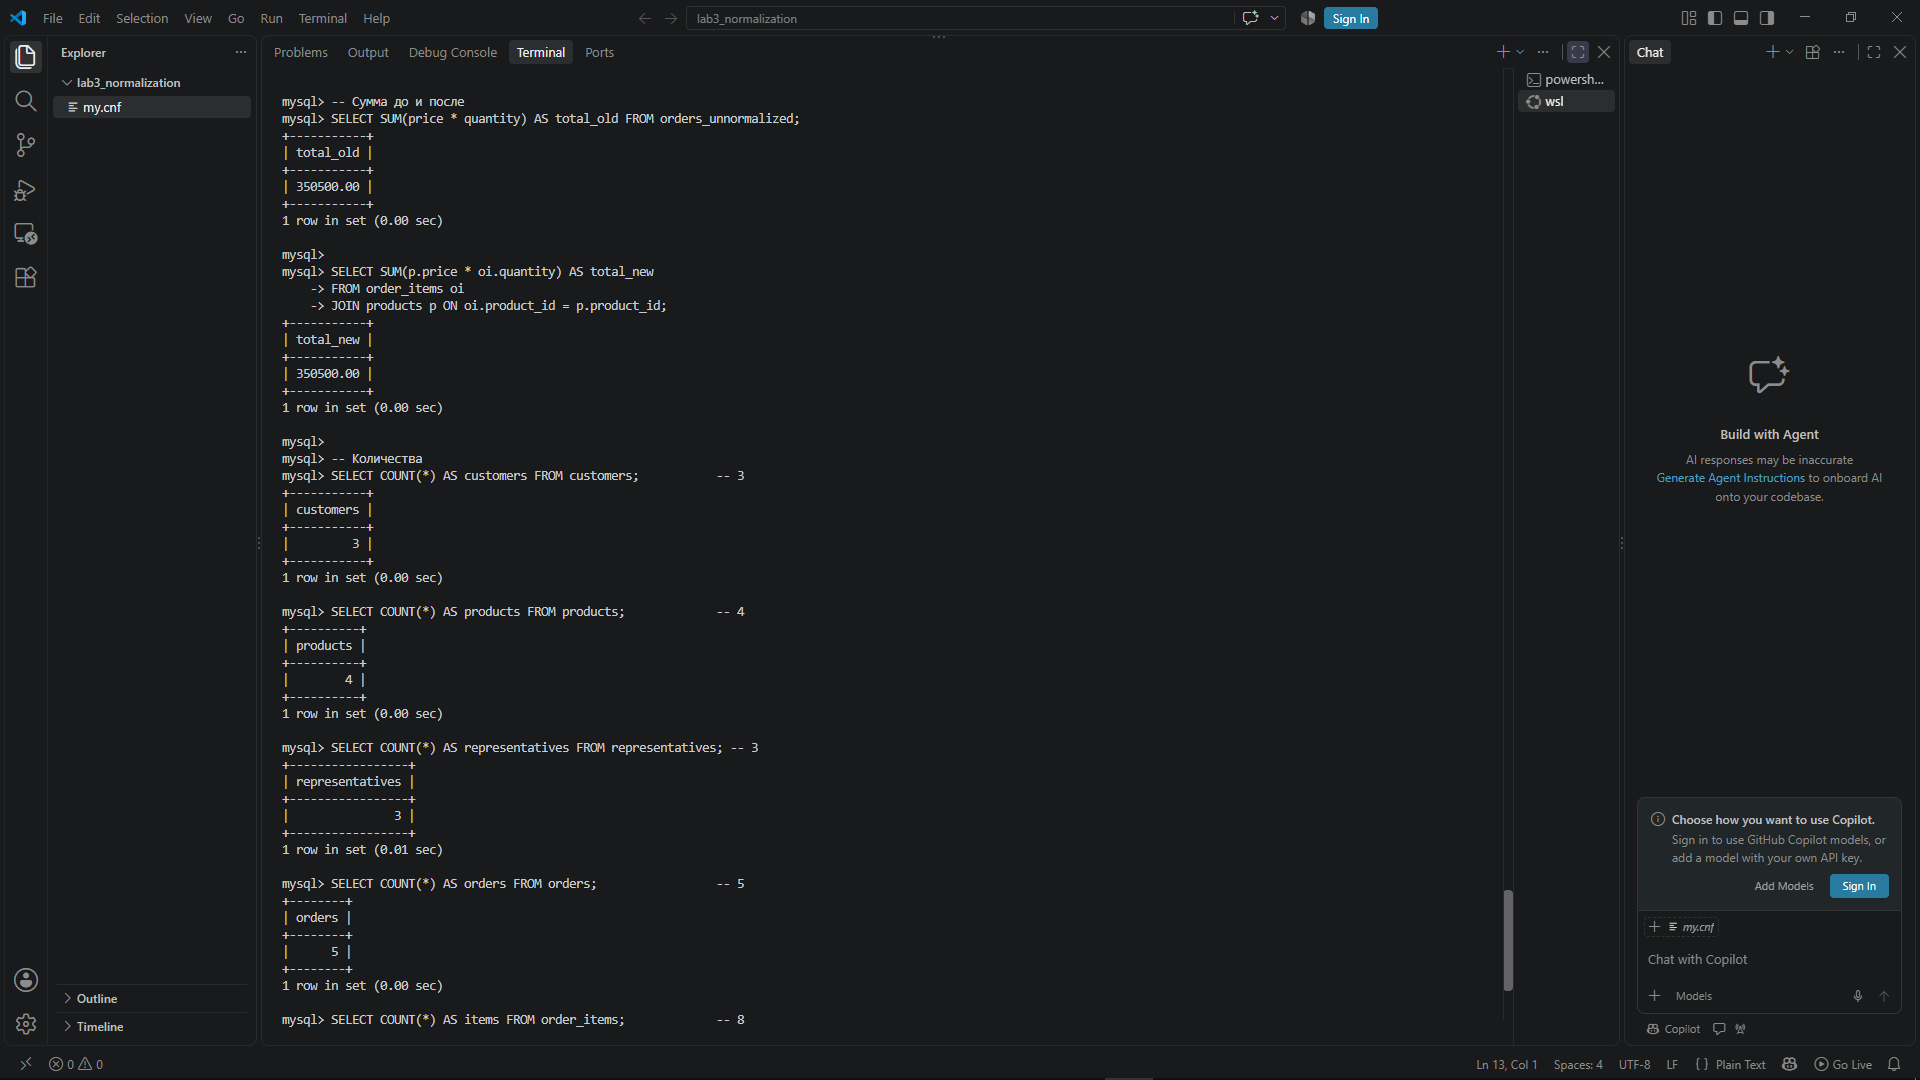 File Edit Selection View Go Run Terminal Help
lab3_normalization
Sign In
Explorer
lab3_normalization
my.cnf
Outline
Timeline
Problems Output Debug Console Terminal Ports
mysql> -- Сумма до и после
mysql> SELECT SUM(price * quantity) AS total_old FROM orders_unnormalized;
+-----------+
| total_old |
+-----------+
| 350500.00 |
+-----------+
1 row in set (0.00 sec)
mysql>
mysql> SELECT SUM(p.price * oi.quantity) AS total_new
-> FROM order_items oi
-> JOIN products p ON oi.product_id = p.product_id;
+-----------+
| total_new |
+-----------+
| 350500.00 |
+-----------+
1 row in set (0.00 sec)
mysql>
mysql> -- Количества
mysql> SELECT COUNT(*) AS customers FROM customers; -- 3
+-----------+
| customers |
+-----------+
| 3 |
+-----------+
1 row in set (0.00 sec)
mysql> SELECT COUNT(*) AS products FROM products; -- 4
+----------+
| products |
+----------+
| 4 |
+----------+
1 row in set (0.00 sec)
mysql> SELECT COUNT(*) AS representatives FROM representatives; -- 3
+-----------------+
| representatives |
+-----------------+
| 3 |
+-----------------+
1 row in set (0.01 sec)
mysql> SELECT COUNT(*) AS orders FROM orders; -- 5
+--------+
| orders |
+--------+
| 5 |
+--------+
1 row in set (0.00 sec)
mysql> SELECT COUNT(*) AS items FROM order_items; -- 8
powersh...
wsl
Chat
Build with Agent
AI responses may be inaccurate
Generate Agent Instructions to onboard AI
onto your codebase.
Choose how you want to use Copilot.
Sign in to use GitHub Copilot models, or
add a model with your own API key.
Add Models Sign In
my.cnf
Chat with Copilot
Models
Copilot
0 0
Ln 13, Col 1 Spaces: 4 UTF-8 LF { } Plain Text Go Live